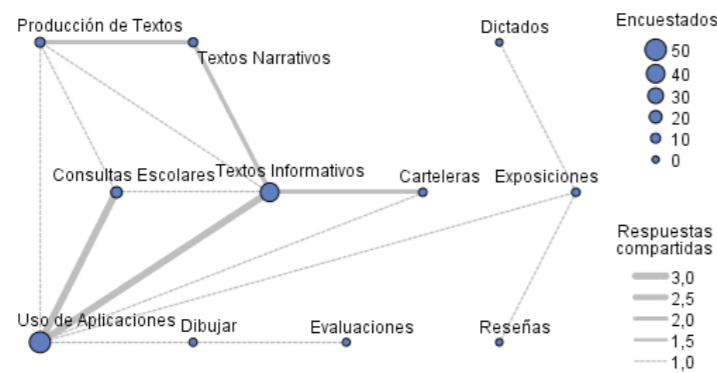 Producción de Textos
Textos Narrativos
Dictados
Consultas Escolares
Textos Informativos
Carteleras
Exposiciones
Uso de Aplicaciones
Dibujar
Evaluaciones
Reseñas
Encuestados
50
40
30
20
10
0
Respuestas
compartidas
3,0
2,5
2,0
1,5
1,0